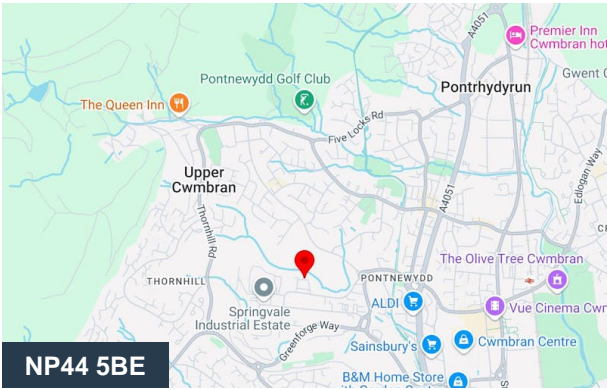 Premier Inn
Cwmbran hot
A4051
Gwent C
Pontnewydd Golf Club
Pontrhydyrun
The Queen Inn
Five Locks Rd
Upper
Cwmbran
Edlogan Way
Thornhill Rd
A4051
CR
The Olive Tree Cwmbran
THORNHILL
PONTNEWYDD
ALDI
Vue Cinema Cwm
Springvale
Industrial Estate
Greenforge Way
Sainsbury's
Cwmbran Centre
B&M Home Store
NP44 5BE